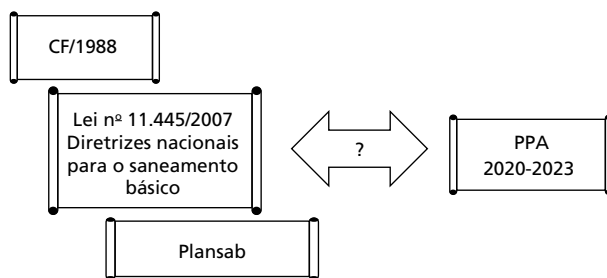 CF/1988
Lei nº 11.445/2007
Diretrizes nacionais
para o saneamento
básico
?
PPA
2020-2023
Plansab